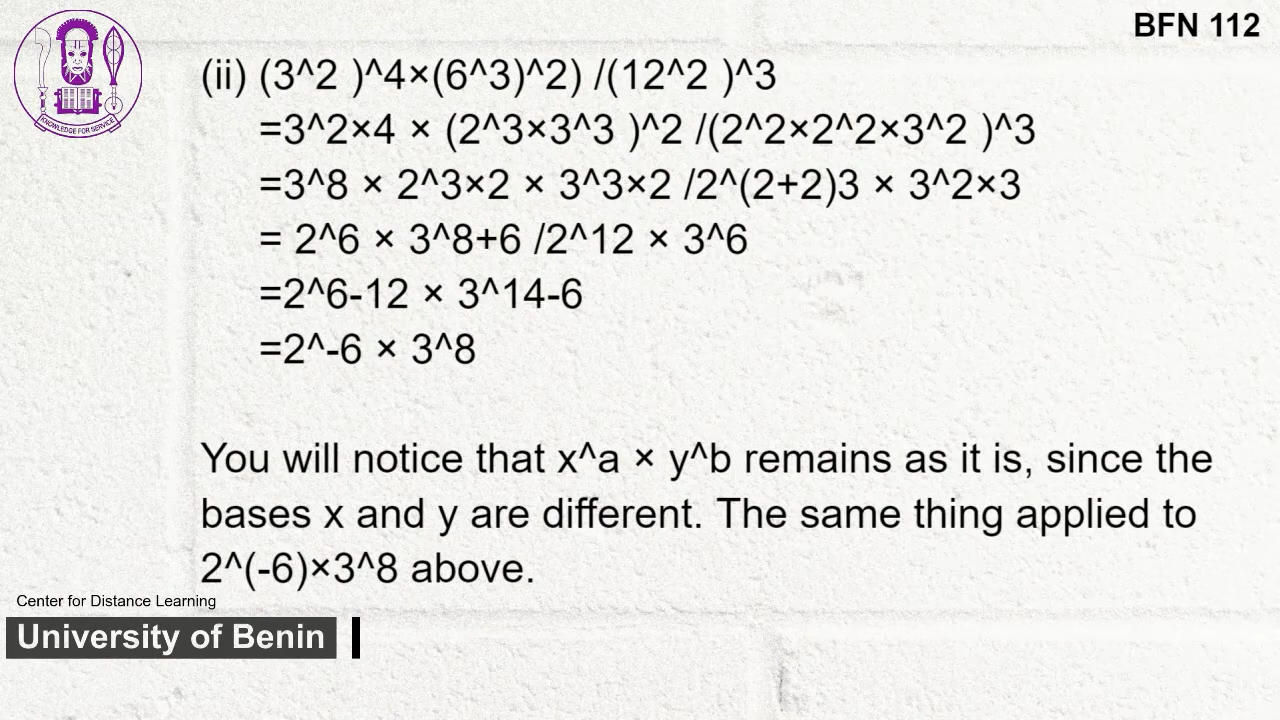 BFN 112
(ii) (3^2 )^4×(6^3)^2) /(12^2 )^3
=3^2×4 × (2^3×3^3 )^2 /(2^2×2^2×3^2 )^3
=3^8 × 2^3×2 × 3^3×2 /2^(2+2)3 × 3^2×3
= 2^6 × 3^8+6 /2^12 × 3^6
=2^6-12 × 3^14-6
=2^-6 × 3^8
You will notice that x^a × y^b remains as it is, since the
bases x and y are different. The same thing applied to
2^(-6)×3^8 above.
KNOWLEDGE FOR SERVICE
Center for Distance Learning
University of Benin